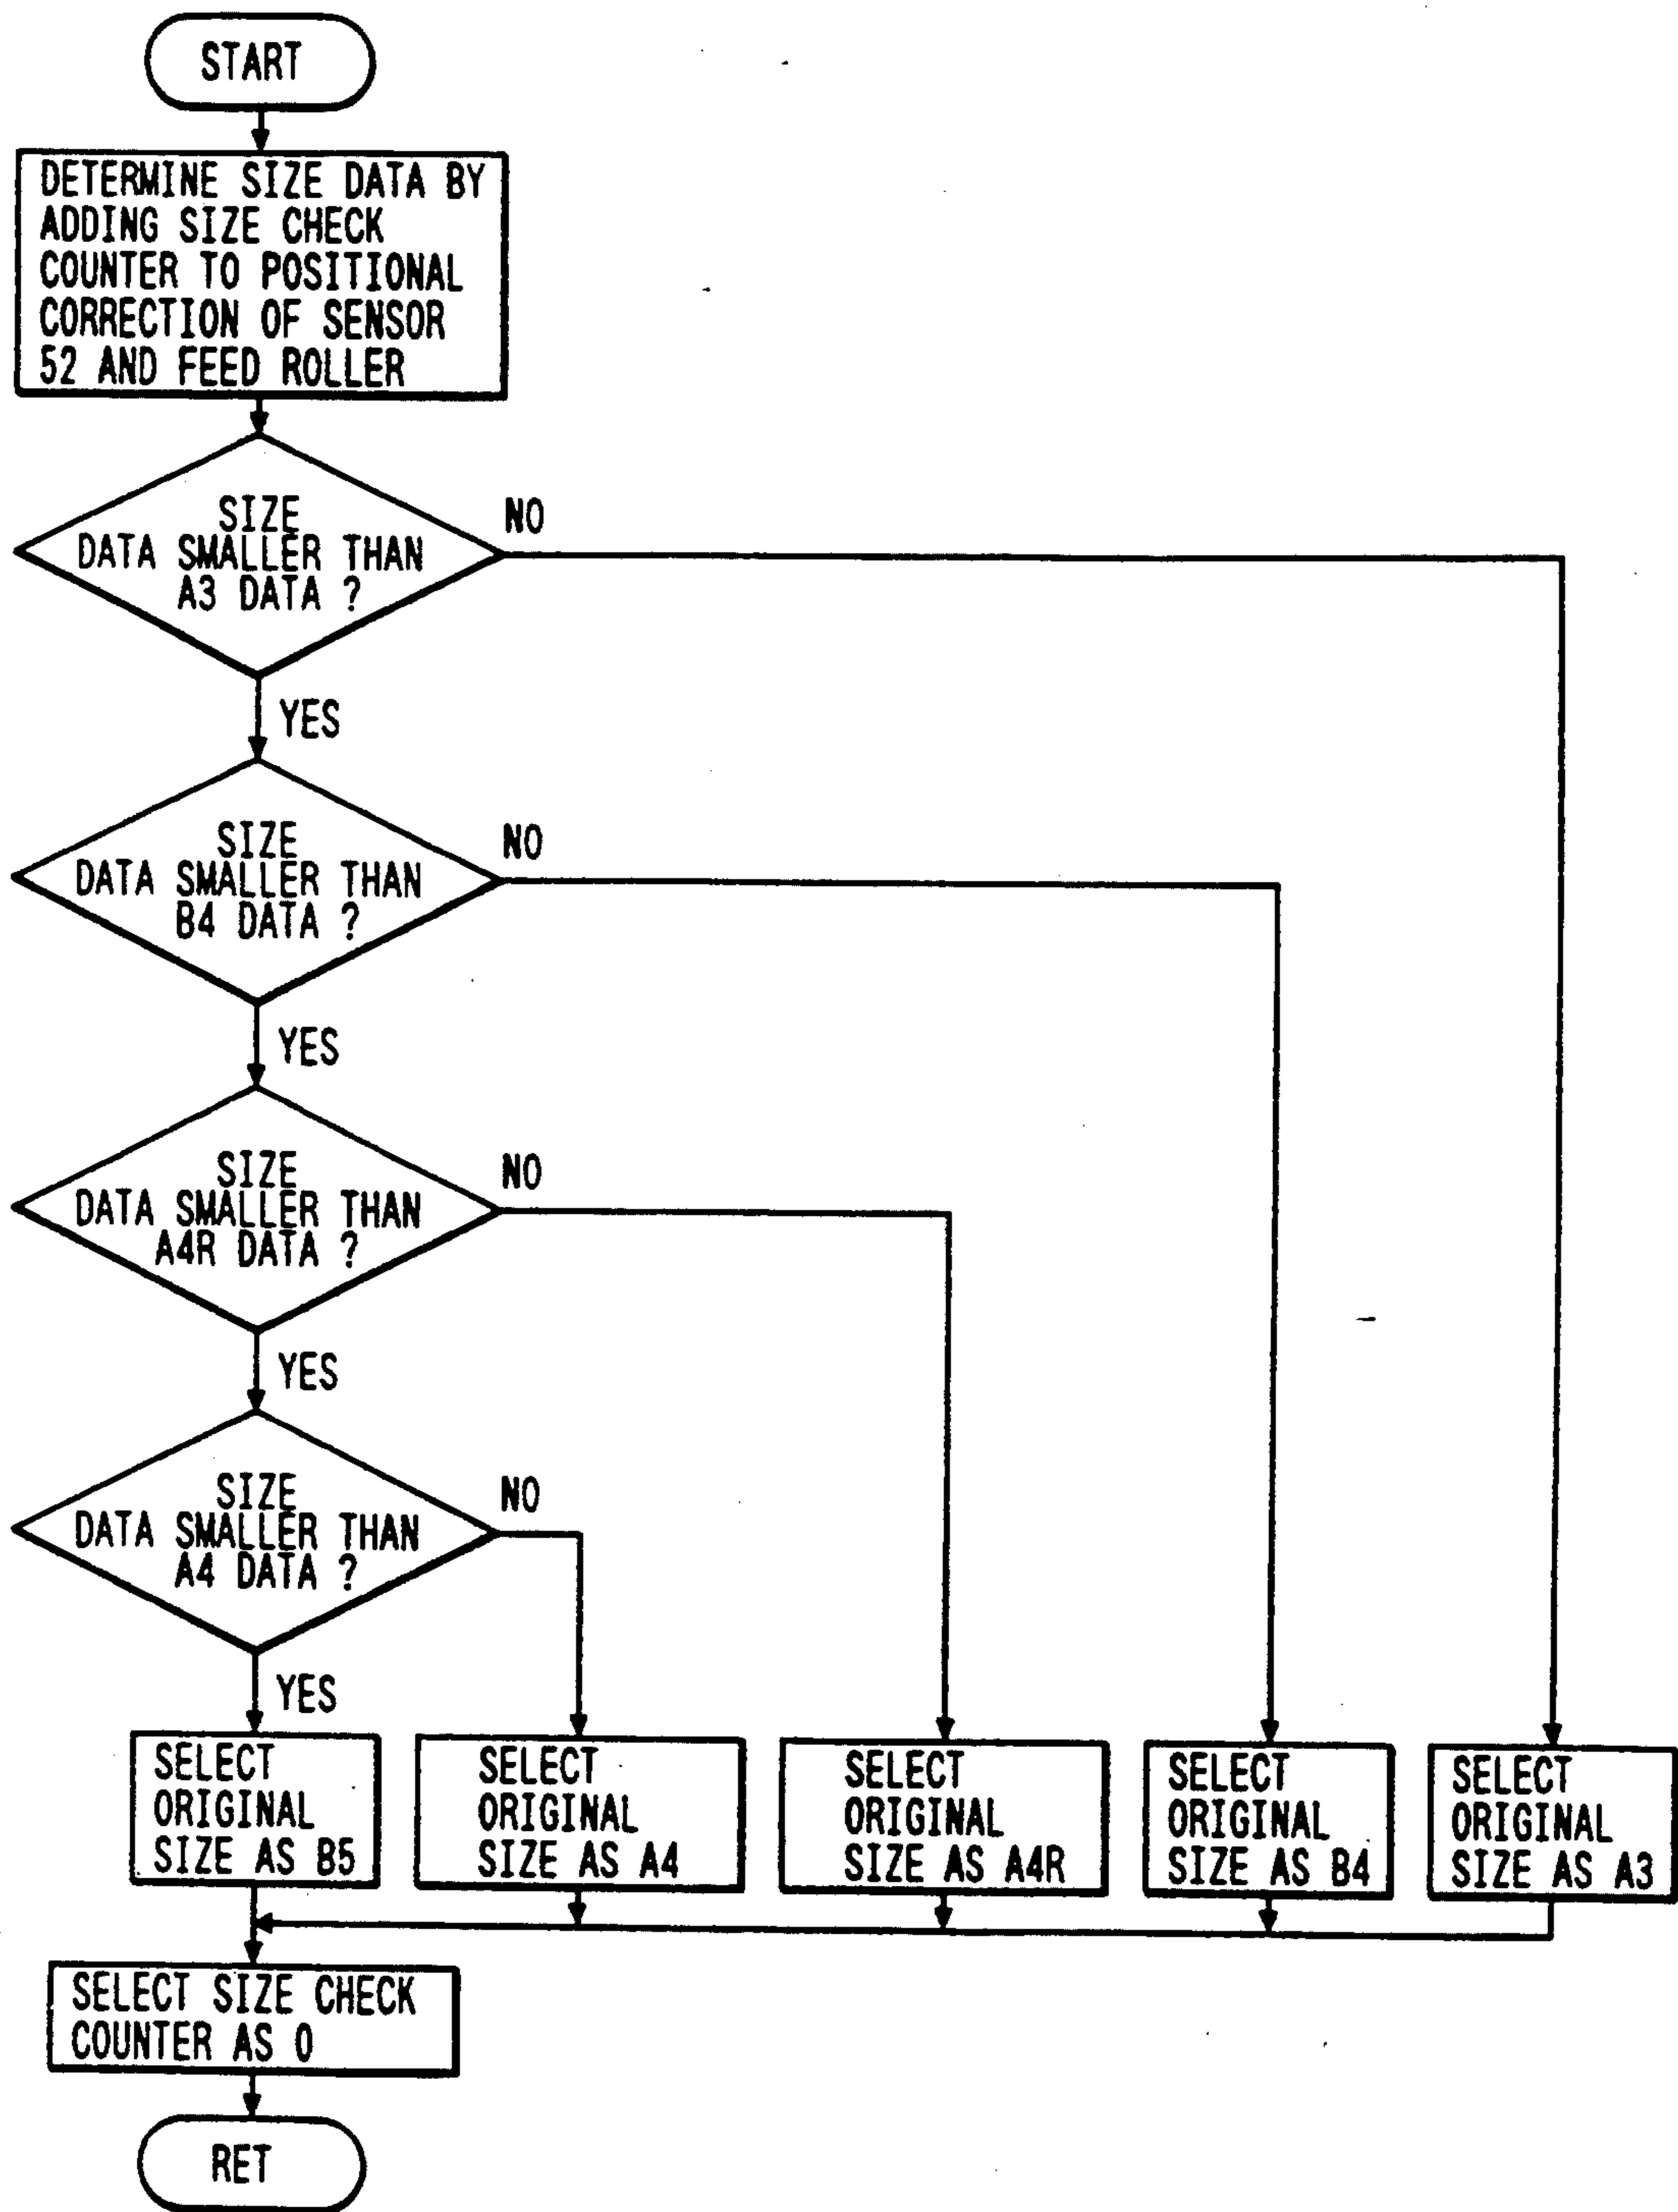 START
DETERMINE SIZE DATA BY
ADDING SIZE CHECK
COUNTER TO POSITIONAL
CORRECTION OF SENSOR
52 AND FEED ROLLER
SIZE
DATA SMALLER THAN
A3 DATA ?
NO
YES
SIZE
DATA SMALLER THAN
B4 DATA ?
NO
YES
SIZE
DATA SMALLER THAN
A4R DATA ?
NO
YES
SIZE
DATA SMALLER THAN
A4 DATA ?
NO
YES
SELECT
ORIGINAL
SIZE AS B5
SELECT
ORIGINAL
SIZE AS A4
SELECT
ORIGINAL
SIZE AS A4R
SELECT
ORIGINAL
SIZE AS B4
SELECT
ORIGINAL
SIZE AS A3
SELECT SIZE CHECK
COUNTER AS 0
RET